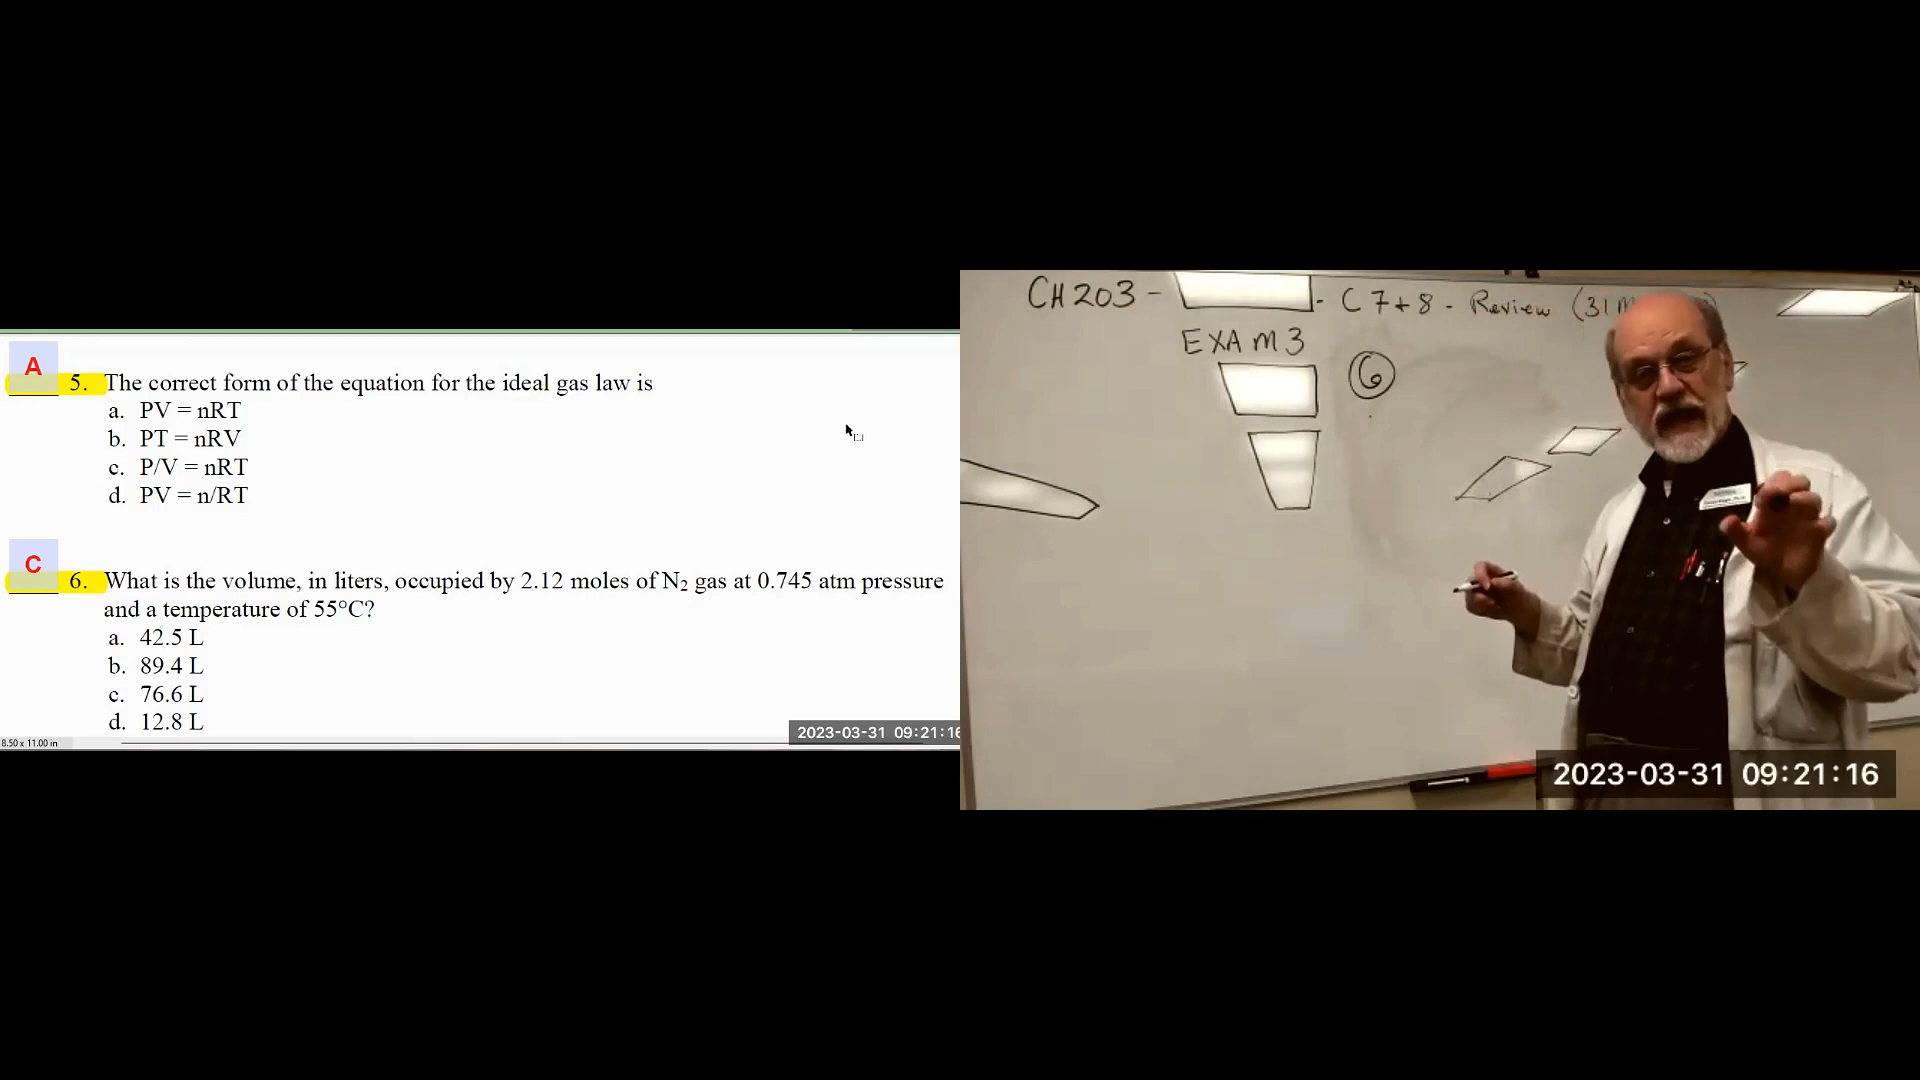 A
5. The correct form of the equation for the ideal gas law is
a. PV = nRT
b. PT = nRV
c. P/V = nRT
d. PV = n/RT
C
6. What is the volume, in liters, occupied by 2.12 moles of N₂ gas at 0.745 atm pressure
and a temperature of 55°C?
a. 42.5 L
b. 89.4 L
c. 76.6 L
d. 12.8 L
8.50 x 11.00 in
2023-03-31 09:21:16
CH203 - - C7+8 - Review (31
EXAM 3
6
2023-03-31 09:21:16